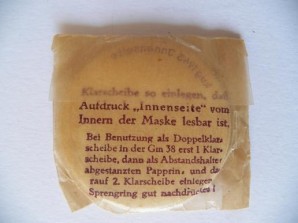 Klarscheibe so einlegen, daß
Aufdruck „Innenseite" vom
Innern der Maske lesbar ist.
Bei Benutzung als Doppelklar
scheibe in der Gm 38 erst 1 Klar
scheibe, dann als Abstandshalter
abgestanzten Pappring, und da
rauf 2. Klarscheibe einlegen
Sprengring gut nachdrücken!